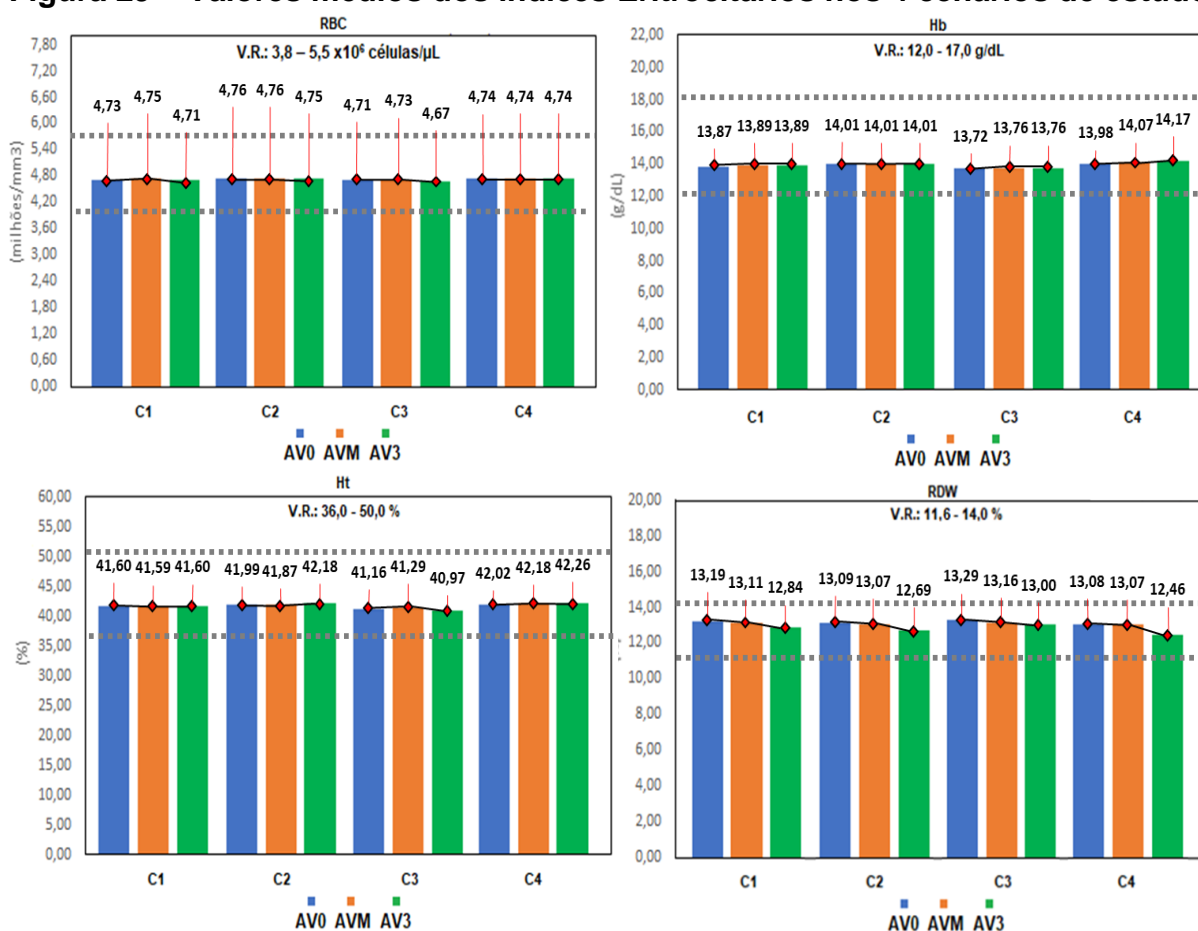 Figura – Valores médios dos Índices Eritrocitários nos 4 cenários de estudo
RBC
V.R.: 3,8 – 5,5 x10⁶ células/µL
7,80
7,20
6,60
6,00
5,40
4,80
4,20
3,60
3,00
2,40
1,80
1,20
0,60
0,00
(milhões/mm3)
4,73 4,75 4,71 4,76 4,76 4,75 4,71 4,73 4,67 4,74 4,74 4,74
C1 C2 C3 C4
AV0 AVM AV3
Hb
V.R.: 12,0 - 17,0 g/dL
22,00
20,00
18,00
16,00
14,00
12,00
10,00
8,00
6,00
4,00
2,00
0,00
(g/dL)
13,87 13,89 13,89 14,01 14,01 14,01 13,72 13,76 13,76 13,98 14,07 14,17
C1 C2 C3 C4
AV0 AVM AV3
Ht
V.R.: 36,0 - 50,0 %
60,00
55,00
50,00
45,00
40,00
35,00
30,00
25,00
20,00
15,00
10,00
5,00
0,00
(%)
41,60 41,59 41,60 41,99 41,87 42,18 41,16 41,29 40,97 42,02 42,18 42,26
C1 C2 C3 C4
AV0 AVM AV3
RDW
V.R.: 11,6 - 14,0 %
20,00
18,00
16,00
14,00
12,00
10,00
8,00
6,00
4,00
2,00
0,00
13,19 13,11 12,84 13,09 13,07 12,69 13,29 13,16 13,00 13,08 13,07 12,46
C1 C2 C3 C4
AV0 AVM AV3